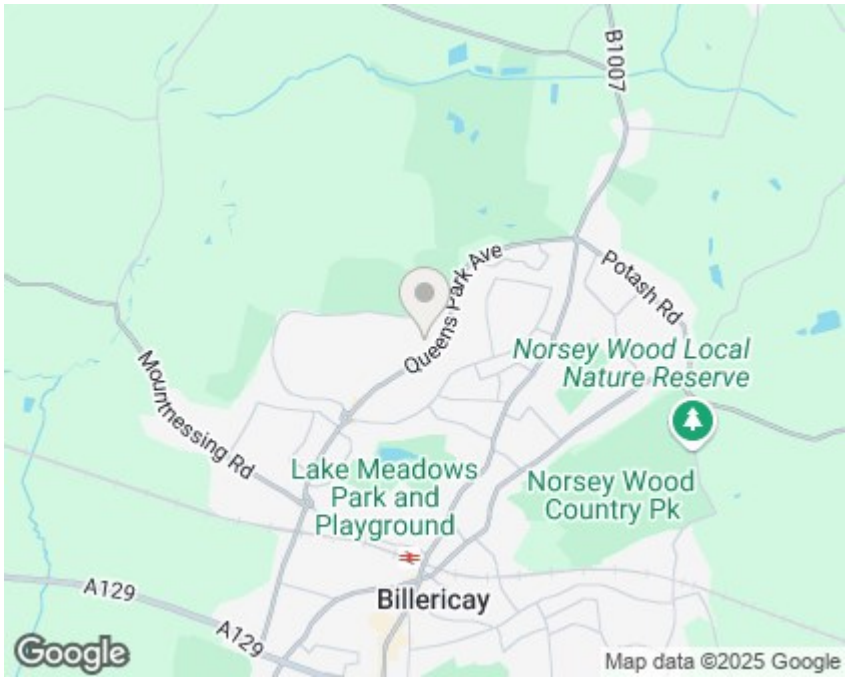 B1007
Queens Park Ave
Potash Rd
Norsey Wood Local
Nature Reserve
Mountnessing Rd
Lake Meadows
Park and
Playground
Norsey Wood
Country Pk
A129
A129
Billericay
Google
Map data ©2025 Google